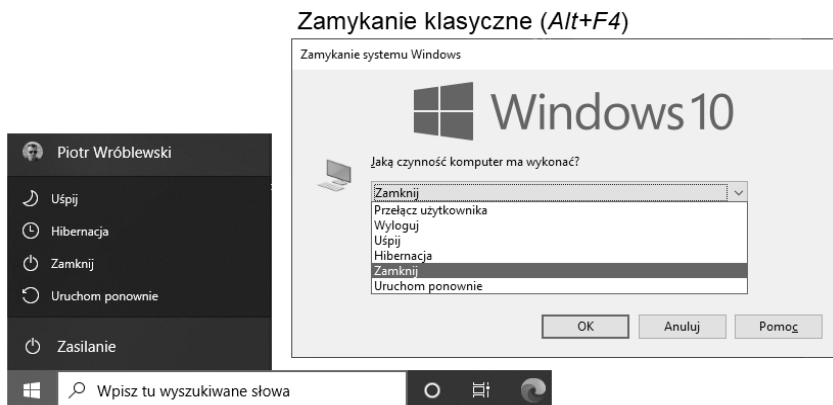 Zamykanie klasyczne (Alt+F4)
Zamykanie systemu Windows
Windows 10
Jaką czynność komputer ma wykonać?
Zamknij
Przełącz użytkownika
Wyloguj
Uśpij
Hibernacja
Zamknij
Uruchom ponownie
OK Anuluj Pomoc
Piotr Wróblewski
Uśpij
Hibernacja
Zamknij
Uruchom ponownie
Zasilanie
Wpisz tu wyszukiwane słowa